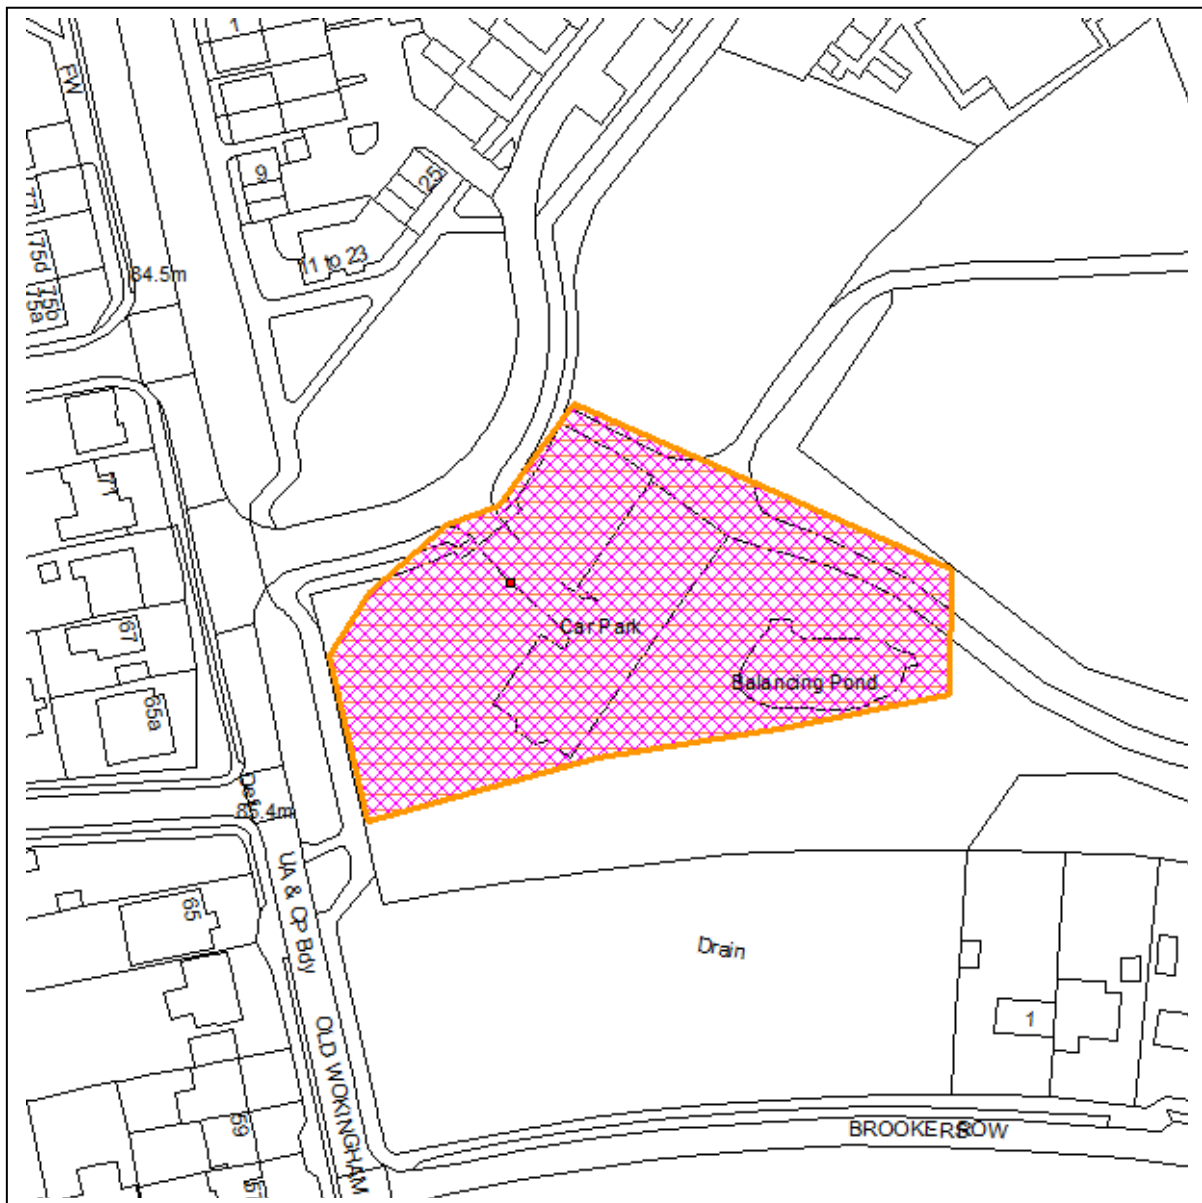 1
FW
9
25
77
11 to 23
75d
75b
75a
84.5m
71
67
Car Park
65a
Balancing Pond
Def
85.4m
UA & CP Bdy
65
Drain
1
OLD WOKINGHAM
59
BROOKERS ROW